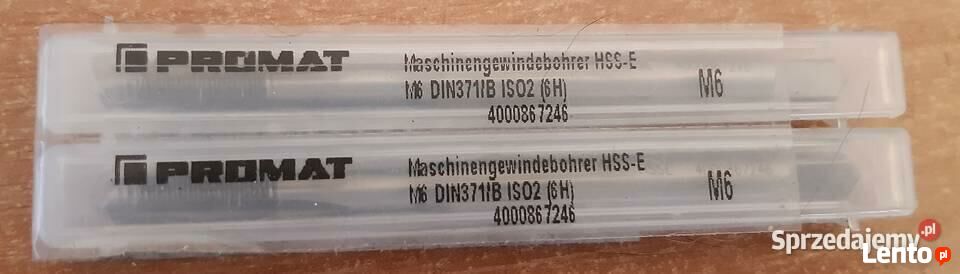 PROMAT
Maschinengewindebohrer HSS-E
M6 DIN371/B ISO2 (6H)
M6
4000867246
PROMAT
Maschinengewindebohrer HSS-E
M6 DIN371/B ISO2 (6H)
M6
4000867246
Sprzedajemy.pl
Lento.pl